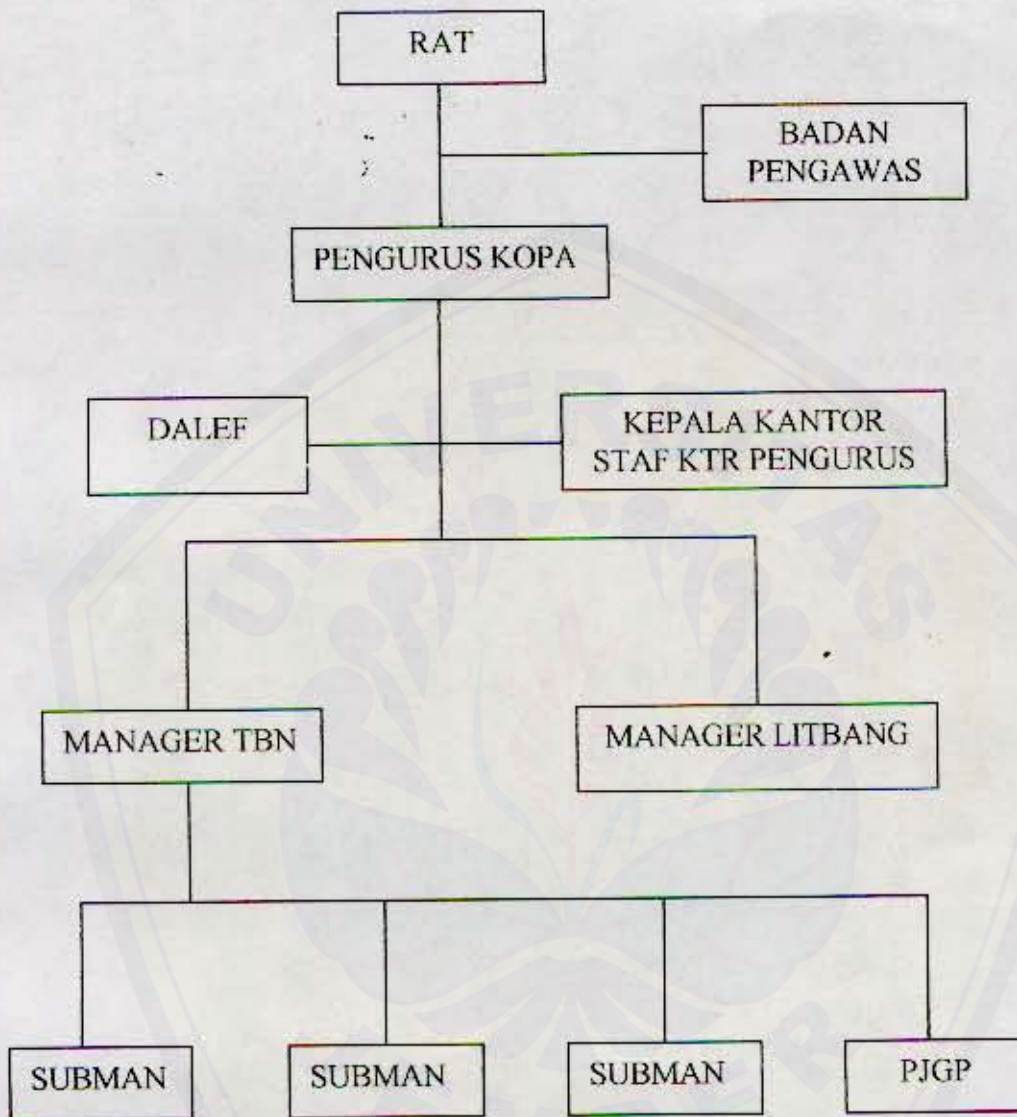 RAT
BADAN
PENGAWAS
PENGURUS KOPA
DALEF
KEPALA KANTOR
STAF KTR PENGURUS
MANAGER TBN
MANAGER LITBANG
SUBMAN
SUBMAN
SUBMAN
PJGP
UNIVERSITAS